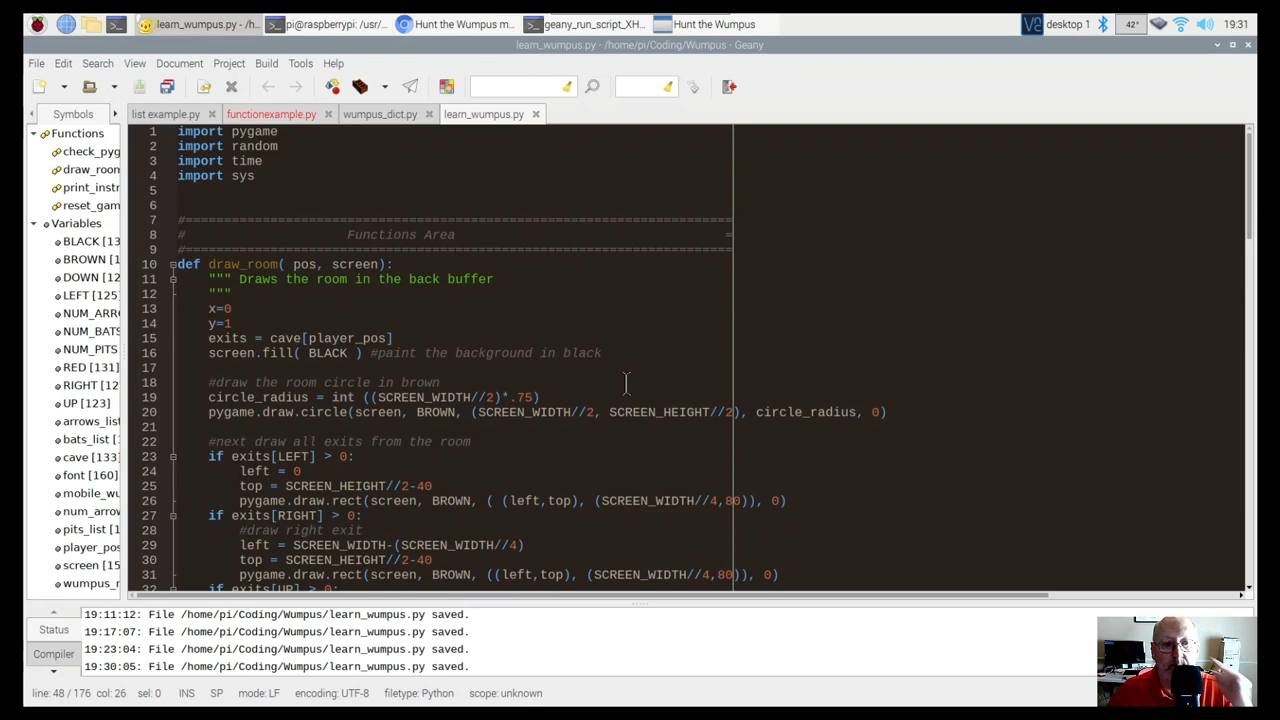 learn_wumpus.py - /h...
pi@raspberrypi: /usr/...
Hunt the Wumpus m...
geany_run_script_XH...
Hunt the Wumpus
desktop 1
42°
19:31
learn_wumpus.py - /home/pi/Coding/Wumpus - Geany
File Edit Search View Document Project Build Tools Help
Symbols
list example.py
functionexample.py
wumpus_dict.py
learn_wumpus.py
Functions
check_pyg
draw_room
print_instr
reset_gam
Variables
BLACK [13
BROWN [12
DOWN [12
LEFT [125]
NUM_ARRO
NUM_BATS
NUM_PITS
RED [131]
RIGHT [12
UP [123]
arrows_list
bats_list [1
cave [133]
font [160]
mobile_wu
num_arrow
pits_list [1
player_pos
screen [15
wumpus_r
1 import pygame
2 import random
3 import time
4 import sys
5
6
7 #=======================================================================
8 # Functions Area =
9 #=======================================================================
10 def draw_room( pos, screen):
11 """ Draws the room in the back buffer
12 """
13 x=0
14 y=1
15 exits = cave[player_pos]
16 screen.fill( BLACK ) #paint the background in black
17
18 #draw the room circle in brown
19 circle_radius = int ((SCREEN_WIDTH//2)*.75)
20 pygame.draw.circle(screen, BROWN, (SCREEN_WIDTH//2, SCREEN_HEIGHT//2), circle_radius, 0)
21
22 #next draw all exits from the room
23 if exits[LEFT] > 0:
24 left = 0
25 top = SCREEN_HEIGHT//2-40
26 pygame.draw.rect(screen, BROWN, ( (left,top), (SCREEN_WIDTH//4,80)), 0)
27 if exits[RIGHT] > 0:
28 #draw right exit
29 left = SCREEN_WIDTH-(SCREEN_WIDTH//4)
30 top = SCREEN_HEIGHT//2-40
31 pygame.draw.rect(screen, BROWN, ((left,top), (SCREEN_WIDTH//4,80)), 0)
32 if exits[UP] > 0:
Status
Compiler
19:11:12: File /home/pi/Coding/Wumpus/learn_wumpus.py saved.
19:17:07: File /home/pi/Coding/Wumpus/learn_wumpus.py saved.
19:23:04: File /home/pi/Coding/Wumpus/learn_wumpus.py saved.
19:30:05: File /home/pi/Coding/Wumpus/learn_wumpus.py saved.
line: 48 / 176 col: 26 sel: 0 INS SP mode: LF encoding: UTF-8 filetype: Python scope: unknown